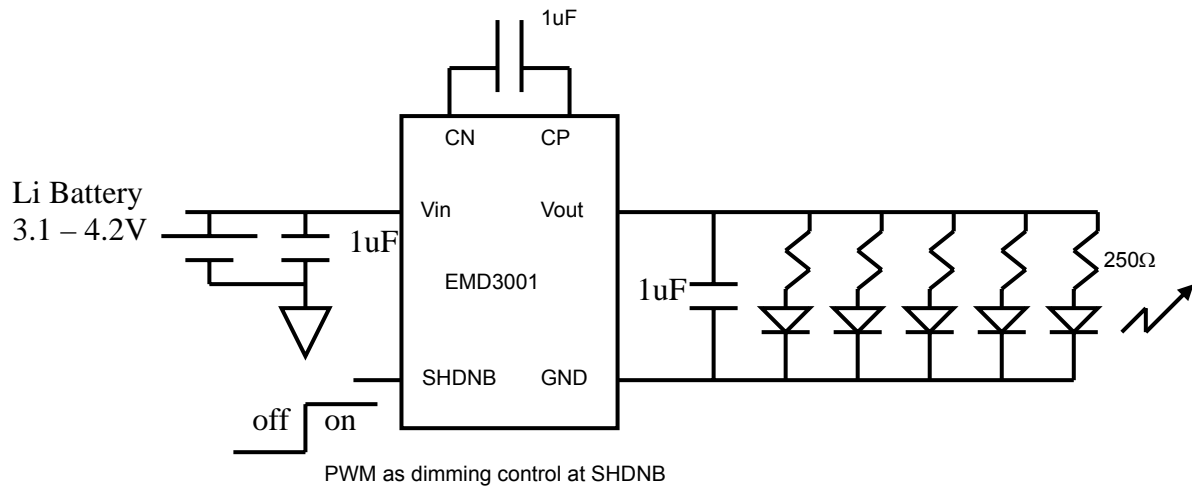 1uF
CN CP
Li Battery
3.1 – 4.2V
1uF
Vin Vout
EMD3001
1uF
250Ω
SHDNB GND
off on
PWM as dimming control at SHDNB